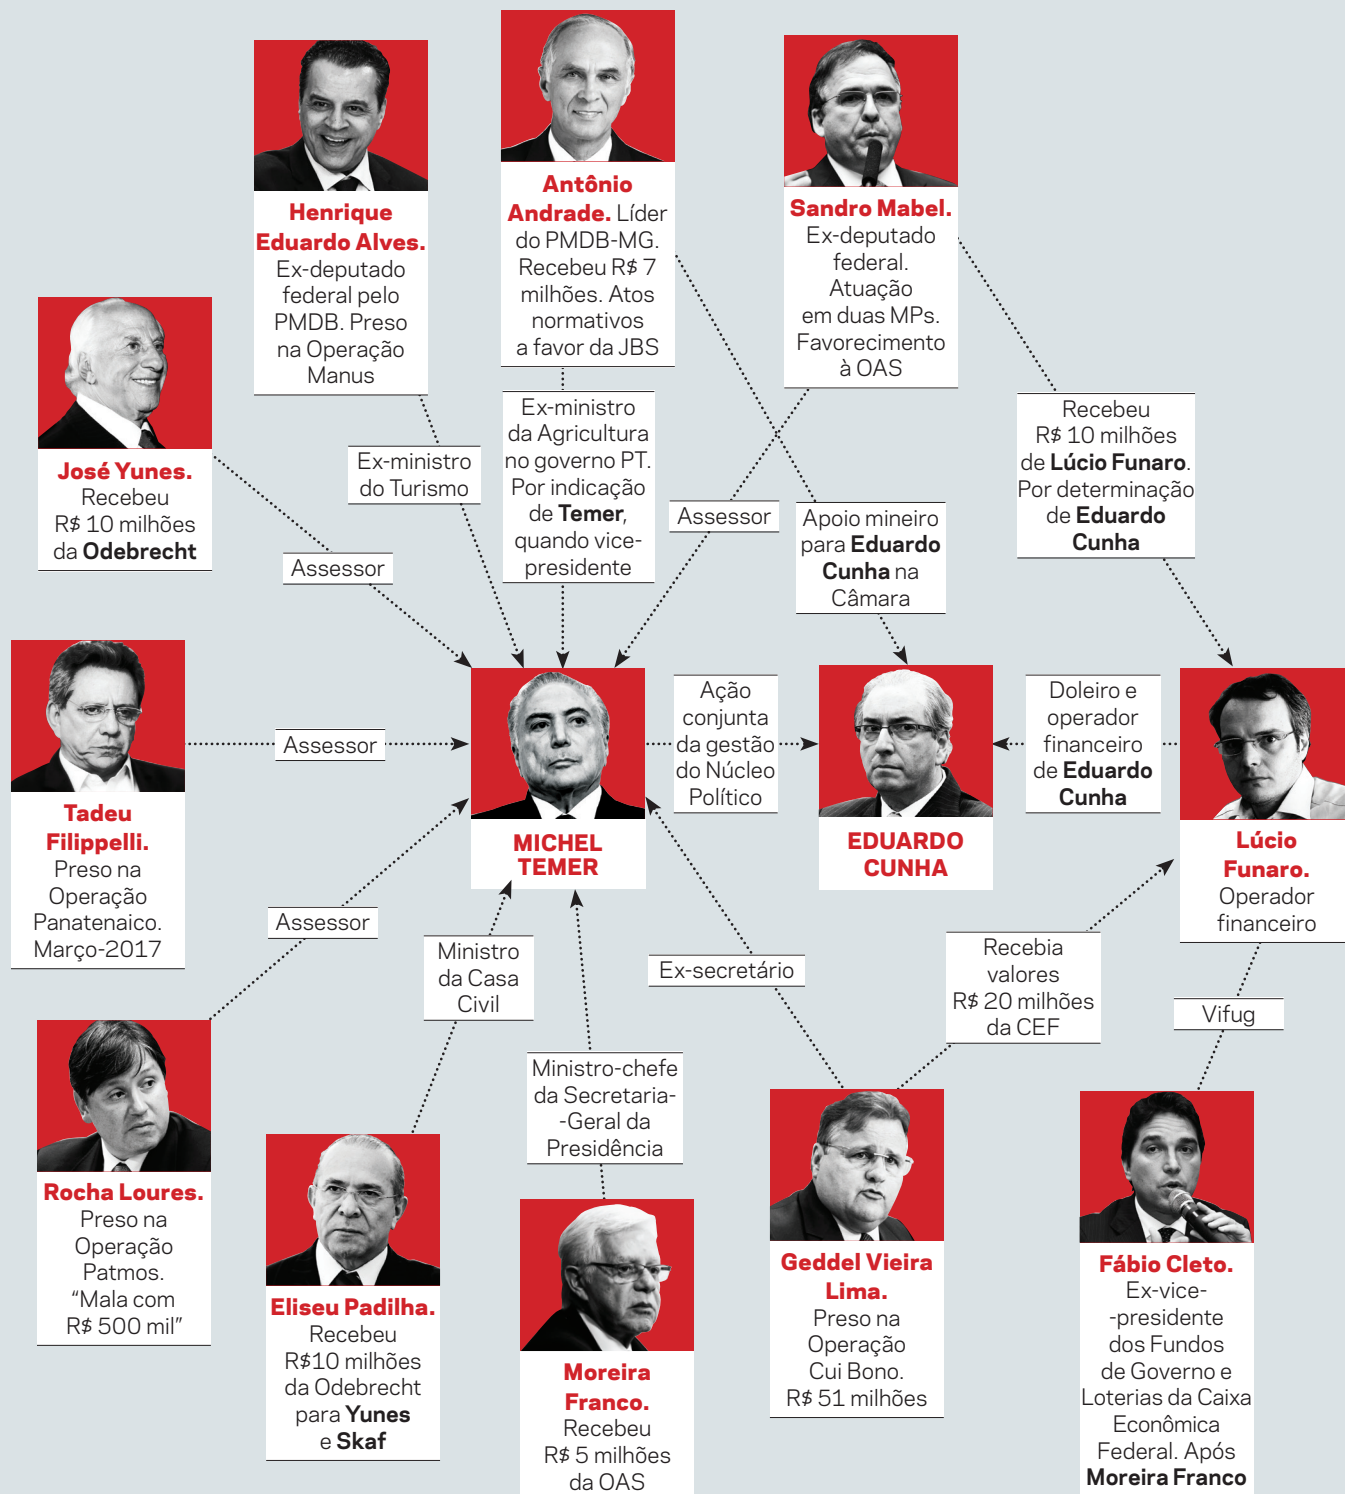 Henrique
Eduardo Alves.
Ex-deputado
federal pelo
PMDB. Preso
na Operação
Manus
Antônio
Andrade. Líder
do PMDB-MG.
Recebeu R$ 7
milhões. Atos
normativos
a favor da JBS
Sandro Mabel.
Ex-deputado
federal.
Atuação
em duas MPs.
Favorecimento
à OAS
José Yunes.
Recebeu
R$ 10 milhões
da Odebrecht
Ex-ministro
do Turismo
Ex-ministro
da Agricultura
no governo PT.
Por indicação
de Temer,
quando vice-
presidente
Assessor
Apoio mineiro
para Eduardo
Cunha na
Câmara
Recebeu
R$ 10 milhões
de Lúcio Funaro.
Por determinação
de Eduardo
Cunha
Assessor
Tadeu
Filippelli.
Preso na
Operação
Panatenaico.
Março-2017
Assessor
MICHEL
TEMER
Ação
conjunta
da gestão
do Núcleo
Político
EDUARDO
CUNHA
Doleiro e
operador
financeiro
de Eduardo
Cunha
Lúcio
Funaro.
Operador
financeiro
Assessor
Ministro
da Casa
Civil
Ex-secretário
Recebia
valores
R$ 20 milhões
da CEF
Vifug
Ministro-chefe
da Secretaria-
-Geral da
Presidência
Rocha Loures.
Preso na
Operação
Patmos.
“Mala com
R$ 500 mil”
Eliseu Padilha.
Recebeu
R$10 milhões
da Odebrecht
para Yunes
e Skaf
Moreira
Franco.
Recebeu
R$ 5 milhões
da OAS
Geddel Vieira
Lima.
Preso na
Operação
Cui Bono.
R$ 51 milhões
Fábio Cleto.
Ex-vice-
-presidente
dos Fundos
de Governo e
Loterias da Caixa
Econômica
Federal. Após
Moreira Franco